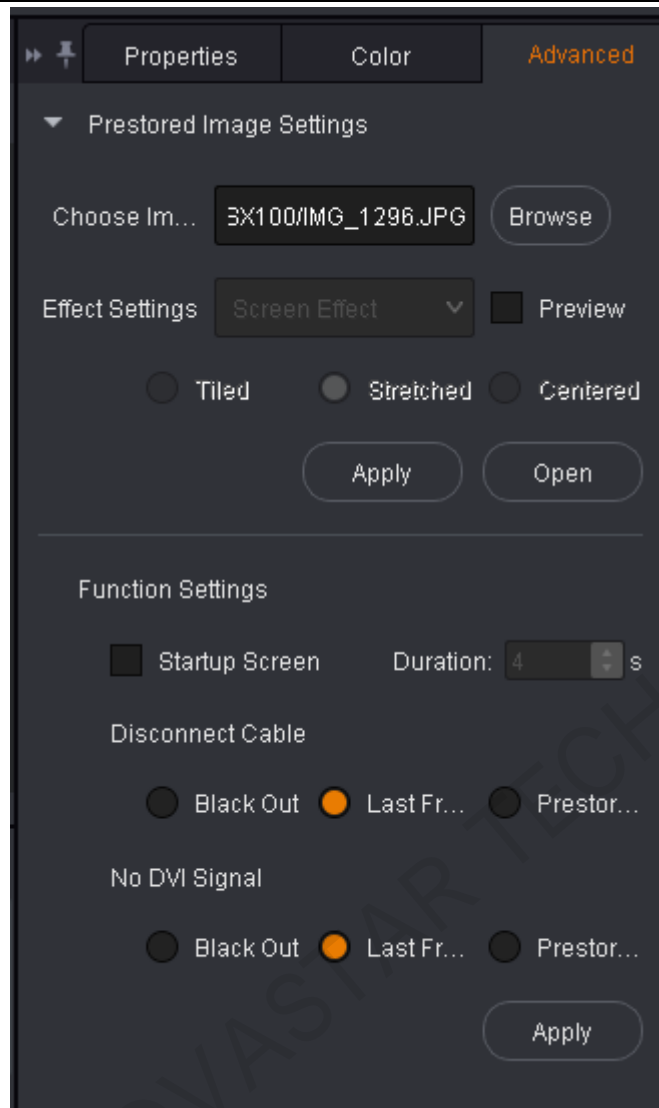 Properties Color Advanced
Prestored Image Settings
Choose Im... 3X100/IMG_1296.JPG Browse
Effect Settings Screen Effect Preview
Tiled Stretched Centered
Apply Open
Function Settings
Startup Screen Duration: 4 s
Disconnect Cable
Black Out Last Fr... Prestor...
No DVI Signal
Black Out Last Fr... Prestor...
Apply
VASTAR TECH